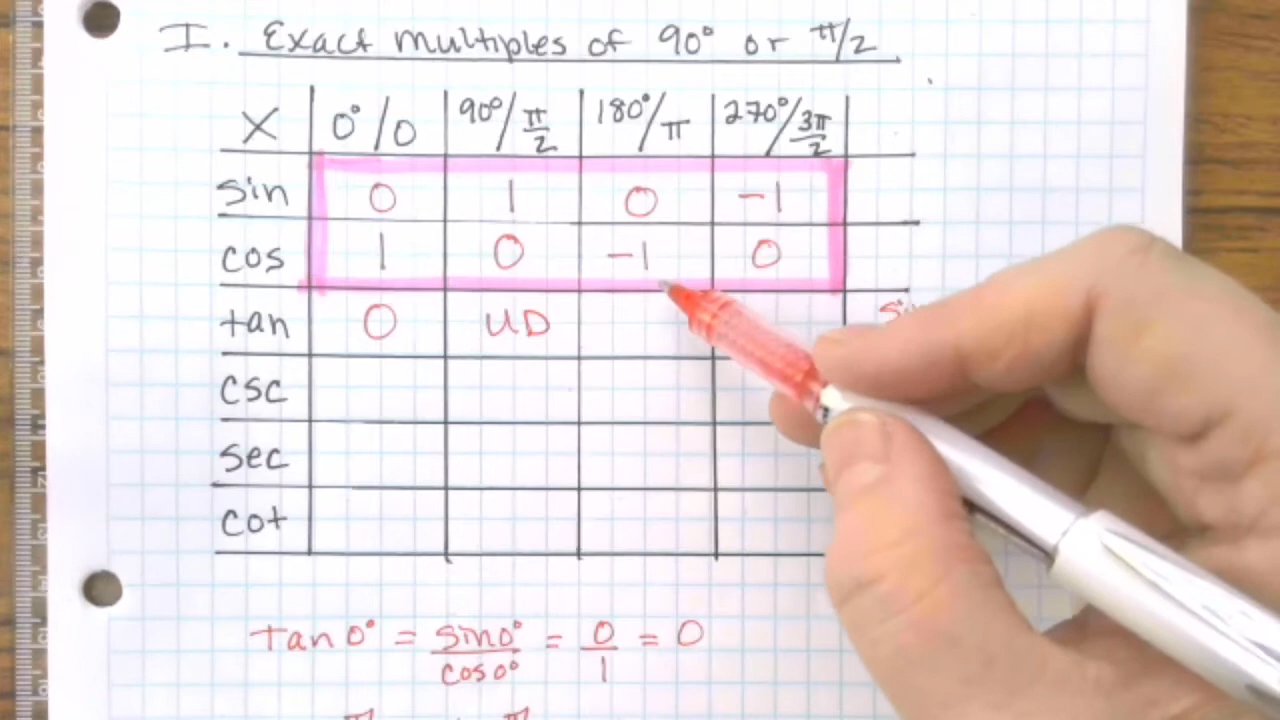 I. Exact multiples of 90° or π/2
X 0°/0 90°/π/2 180°/π 270°/3π/2
sin 0 1 0 -1
cos 1 0 -1 0
tan 0 UD
csc
sec
cot
tan 0° = sin0°/cos0° = 0/1 = 0